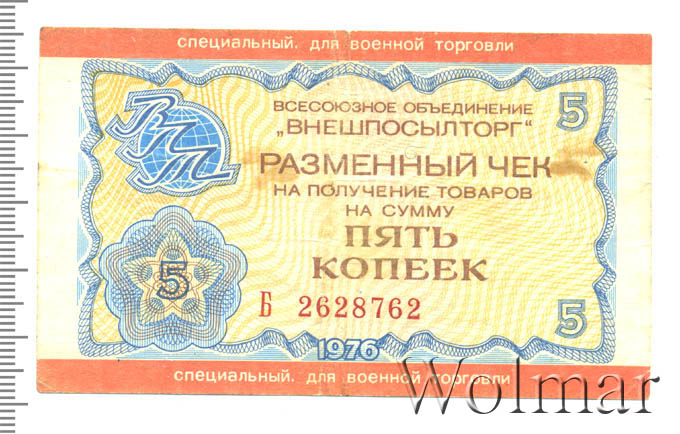 специальный. для военной торговли
ВПТ
ВСЕСОЮЗНОЕ ОБЪЕДИНЕНИЕ
„ВНЕШПОСЫЛТОРГ“
5
РАЗМЕННЫЙ ЧЕК
НА ПОЛУЧЕНИЕ ТОВАРОВ
НА СУММУ
ПЯТЬ
КОПЕЕК
5
Б 2628762
5
1976
специальный. для военной торговли
Wolmar